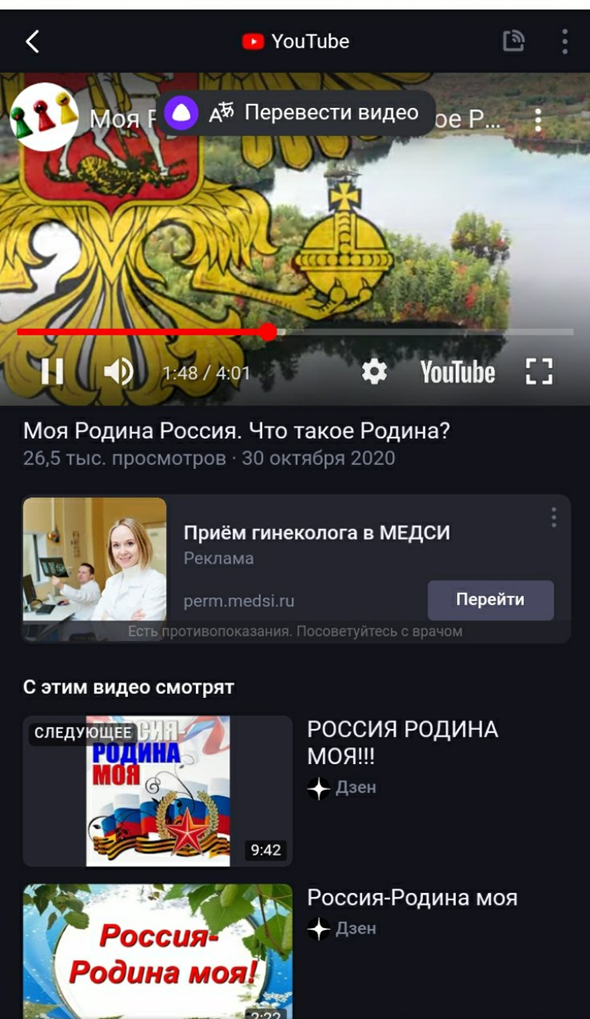 YouTube
Моя Р
Перевести видео
ое Р...
1:48 / 4:01
YouTube
Моя Родина Россия. Что такое Родина?
26,5 тыс. просмотров · 30 октября 2020
Приём гинеколога в МЕДСИ
Реклама
perm.medsi.ru
Перейти
Есть противопоказания. Посоветуйтесь с врачом
С этим видео смотрят
СЛЕДУЮЩЕЕ
РОДИНА
МОЯ
9:42
РОССИЯ РОДИНА
МОЯ!!!
Дзен
Россия-
Родина моя!
2:22
Россия-Родина моя
Дзен